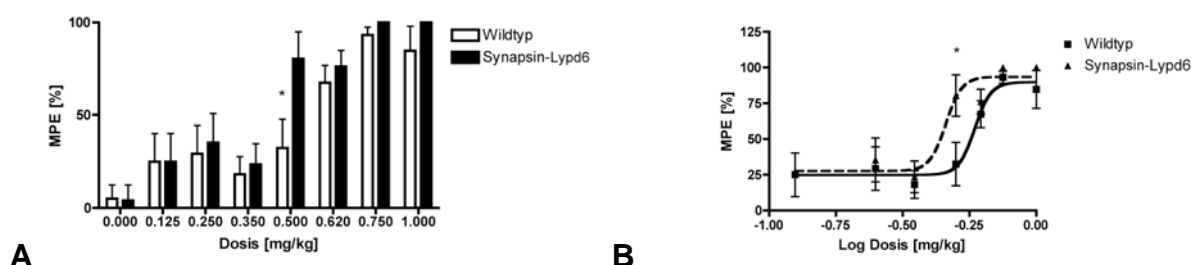 100
50
0
MPE [%]
*
0.000 0.125 0.250 0.350 0.500 0.620 0.750 1.000
Dosis [mg/kg]
Wildtyp
Synapsin-Lypd6
A
125
100
75
50
25
0
MPE [%]
*
-1.00 -0.75 -0.50 -0.25 0.00
Log Dosis [mg/kg]
Wildtyp
Synapsin-Lypd6
B